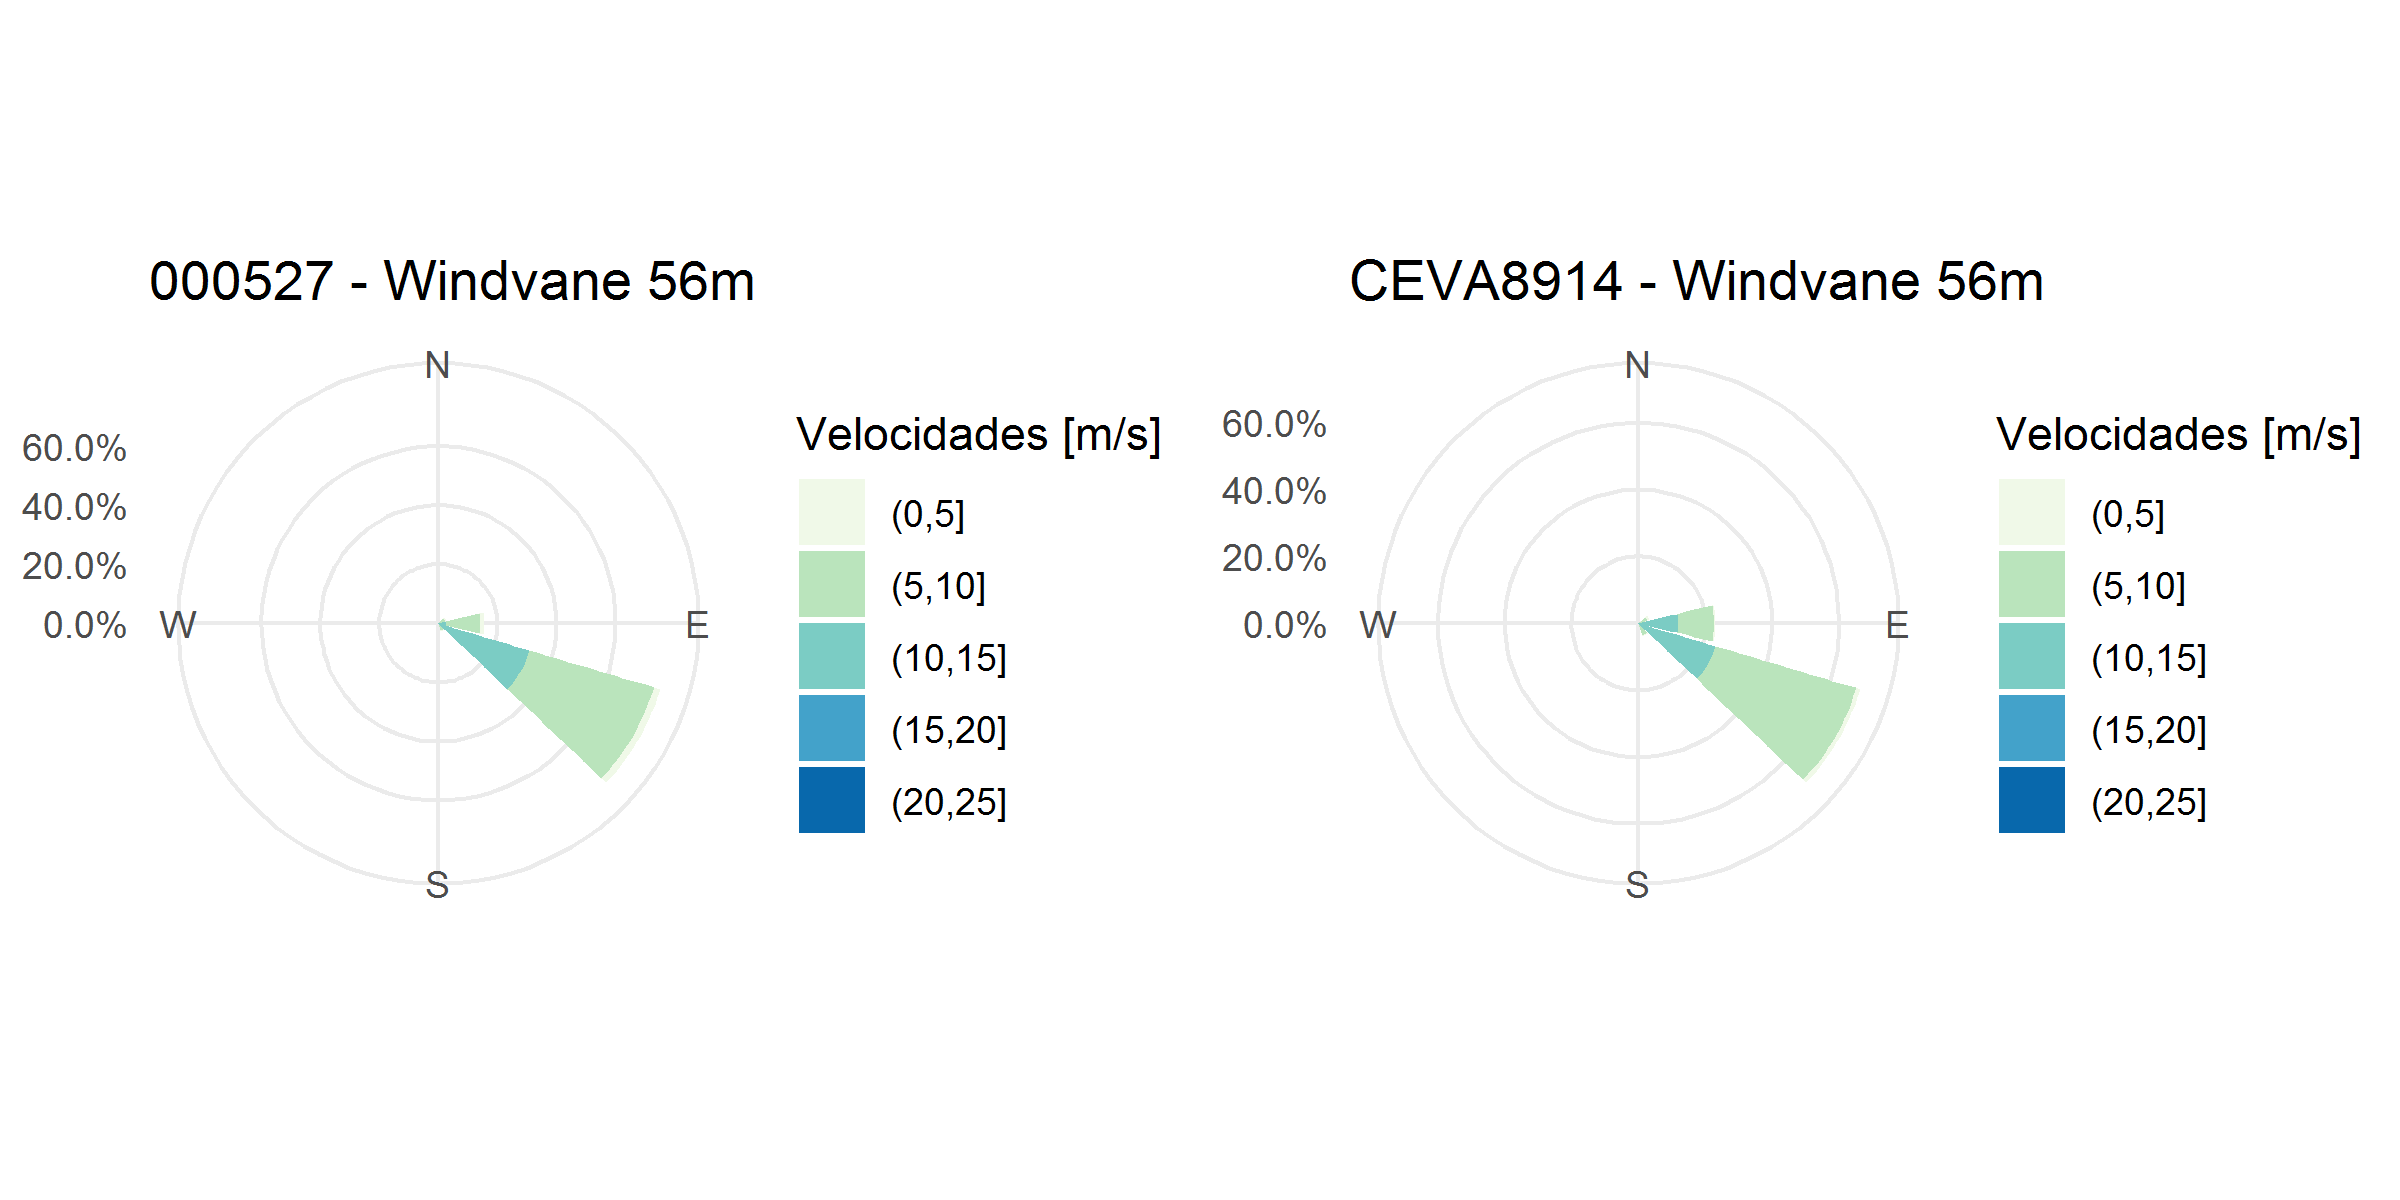 000527 - Windvane 56m
N
60.0%
40.0%
20.0%
0.0%
W
E
S
Velocidades [m/s]
(0,5]
(5,10]
(10,15]
(15,20]
(20,25]
CEVA8914 - Windvane 56m
N
60.0%
40.0%
20.0%
0.0%
W
E
S
Velocidades [m/s]
(0,5]
(5,10]
(10,15]
(15,20]
(20,25]